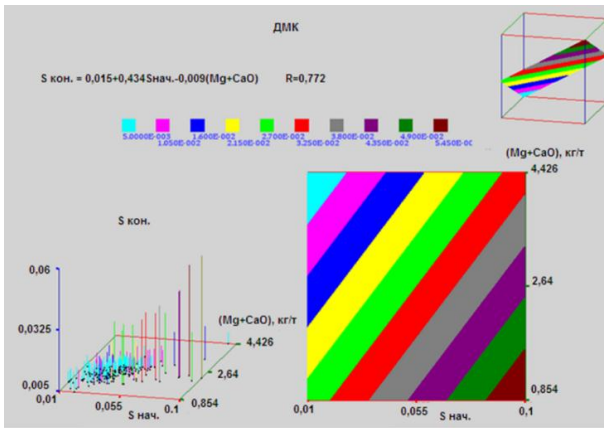 ДМК
S кон. = 0,015+0,434Sнач.-0,009(Mg+CaO) R=0,772
5.0000E-003 1.050E-002 1.600E-002 2.150E-002 2.700E-002 3.250E-002 3.800E-002 4.350E-002 4.900E-002
(Mg+CaO), кг/т
4,426
2,64
0,854
0,01 0,055 0,1
S нач.
S кон.
0,06
0,0325
0,005
0,01
0,055
0.1
S нач.
(Mg+CaO), кг/т
4,426
2,64
0,854